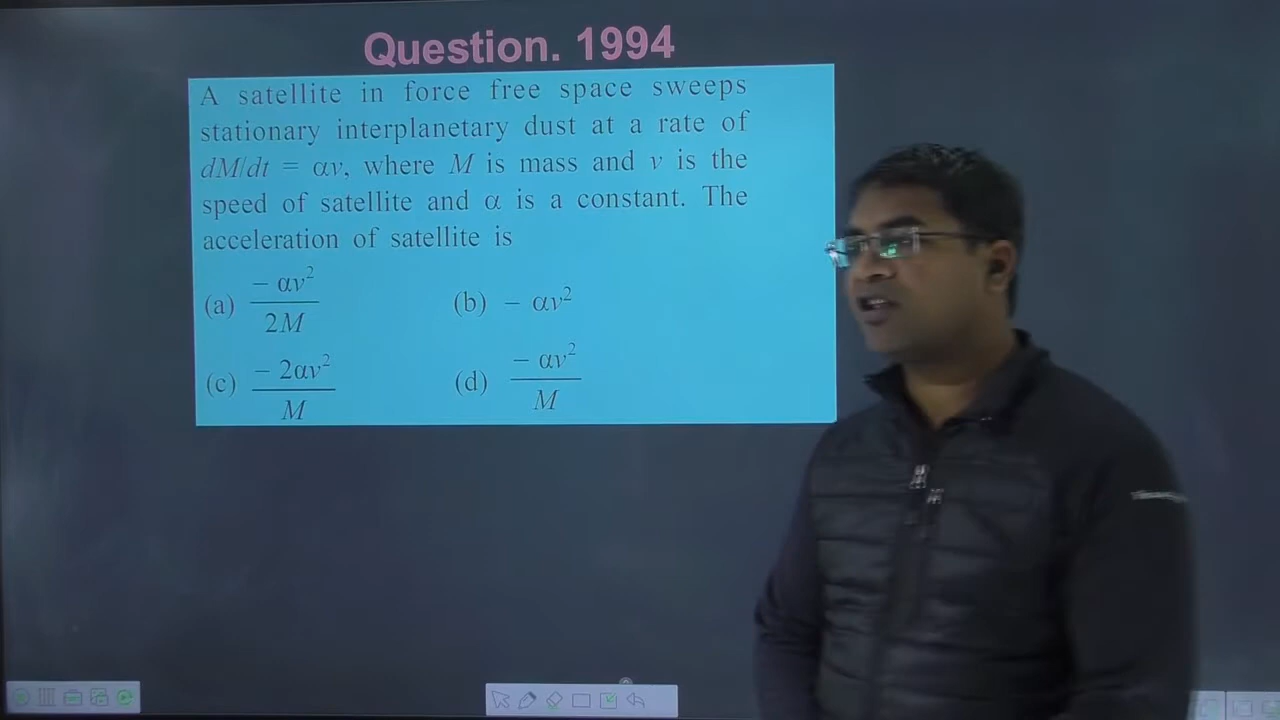 Question. 1994
A satellite in force free space sweeps
stationary interplanetary dust at a rate of
dM/dt = αv, where M is mass and v is the
speed of satellite and α is a constant. The
acceleration of satellite is
(a) − αv² / 2M (b) − αv²
(c) − 2αv² / M (d) − αv² / M